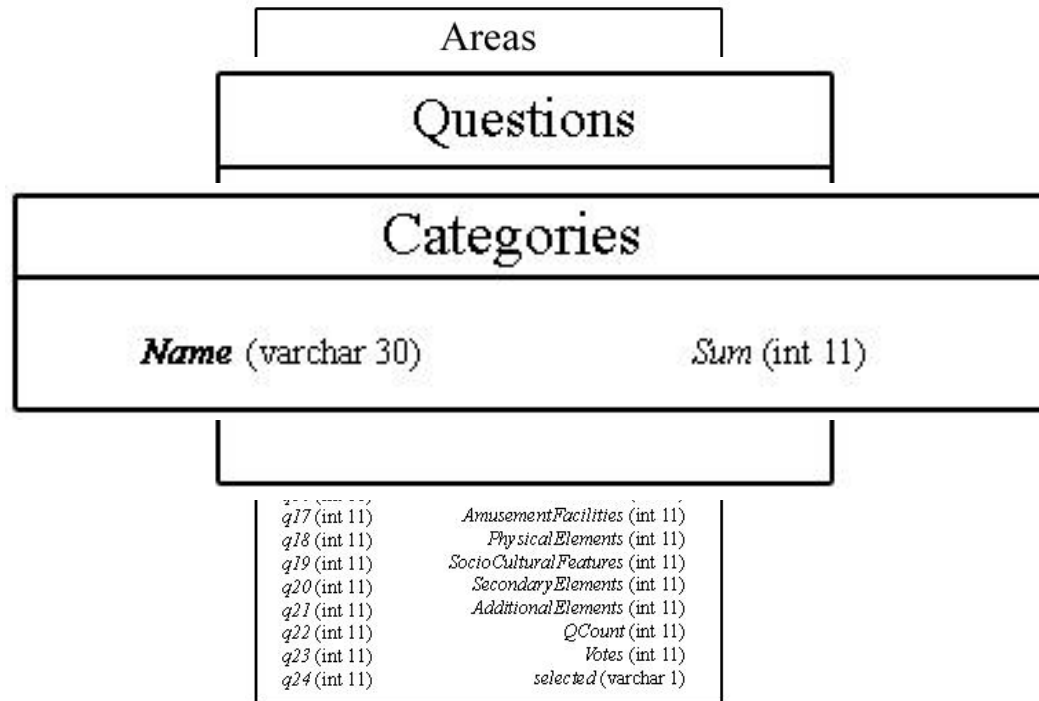 Areas
Questions
Categories
Name (varchar 30) Sum (int 11)
q17 (int 11) AmusementFacilities (int 11)
q18 (int 11) PhysicalElements (int 11)
q19 (int 11) SocioCulturalFeatures (int 11)
q20 (int 11) SecondaryElements (int 11)
q21 (int 11) AdditionalElements (int 11)
q22 (int 11) QCount (int 11)
q23 (int 11) Votes (int 11)
q24 (int 11) selected (varchar 1)